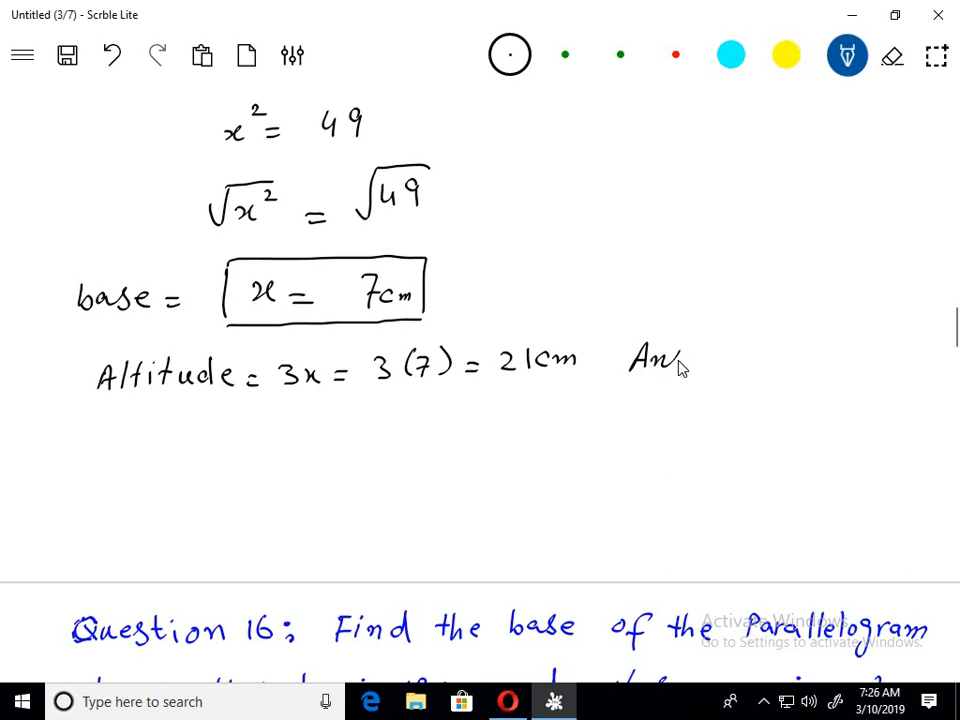 Untitled (3/7) - Scrble Lite
x² = 49
√x² = √49
base = x = 7cm
Altitude = 3x = 3(7) = 21cm An
Question 16: Find the base of the Parallelogram
Activate Windows
Go to Settings to activate Windows.
Type here to search
7:26 AM
3/10/2019